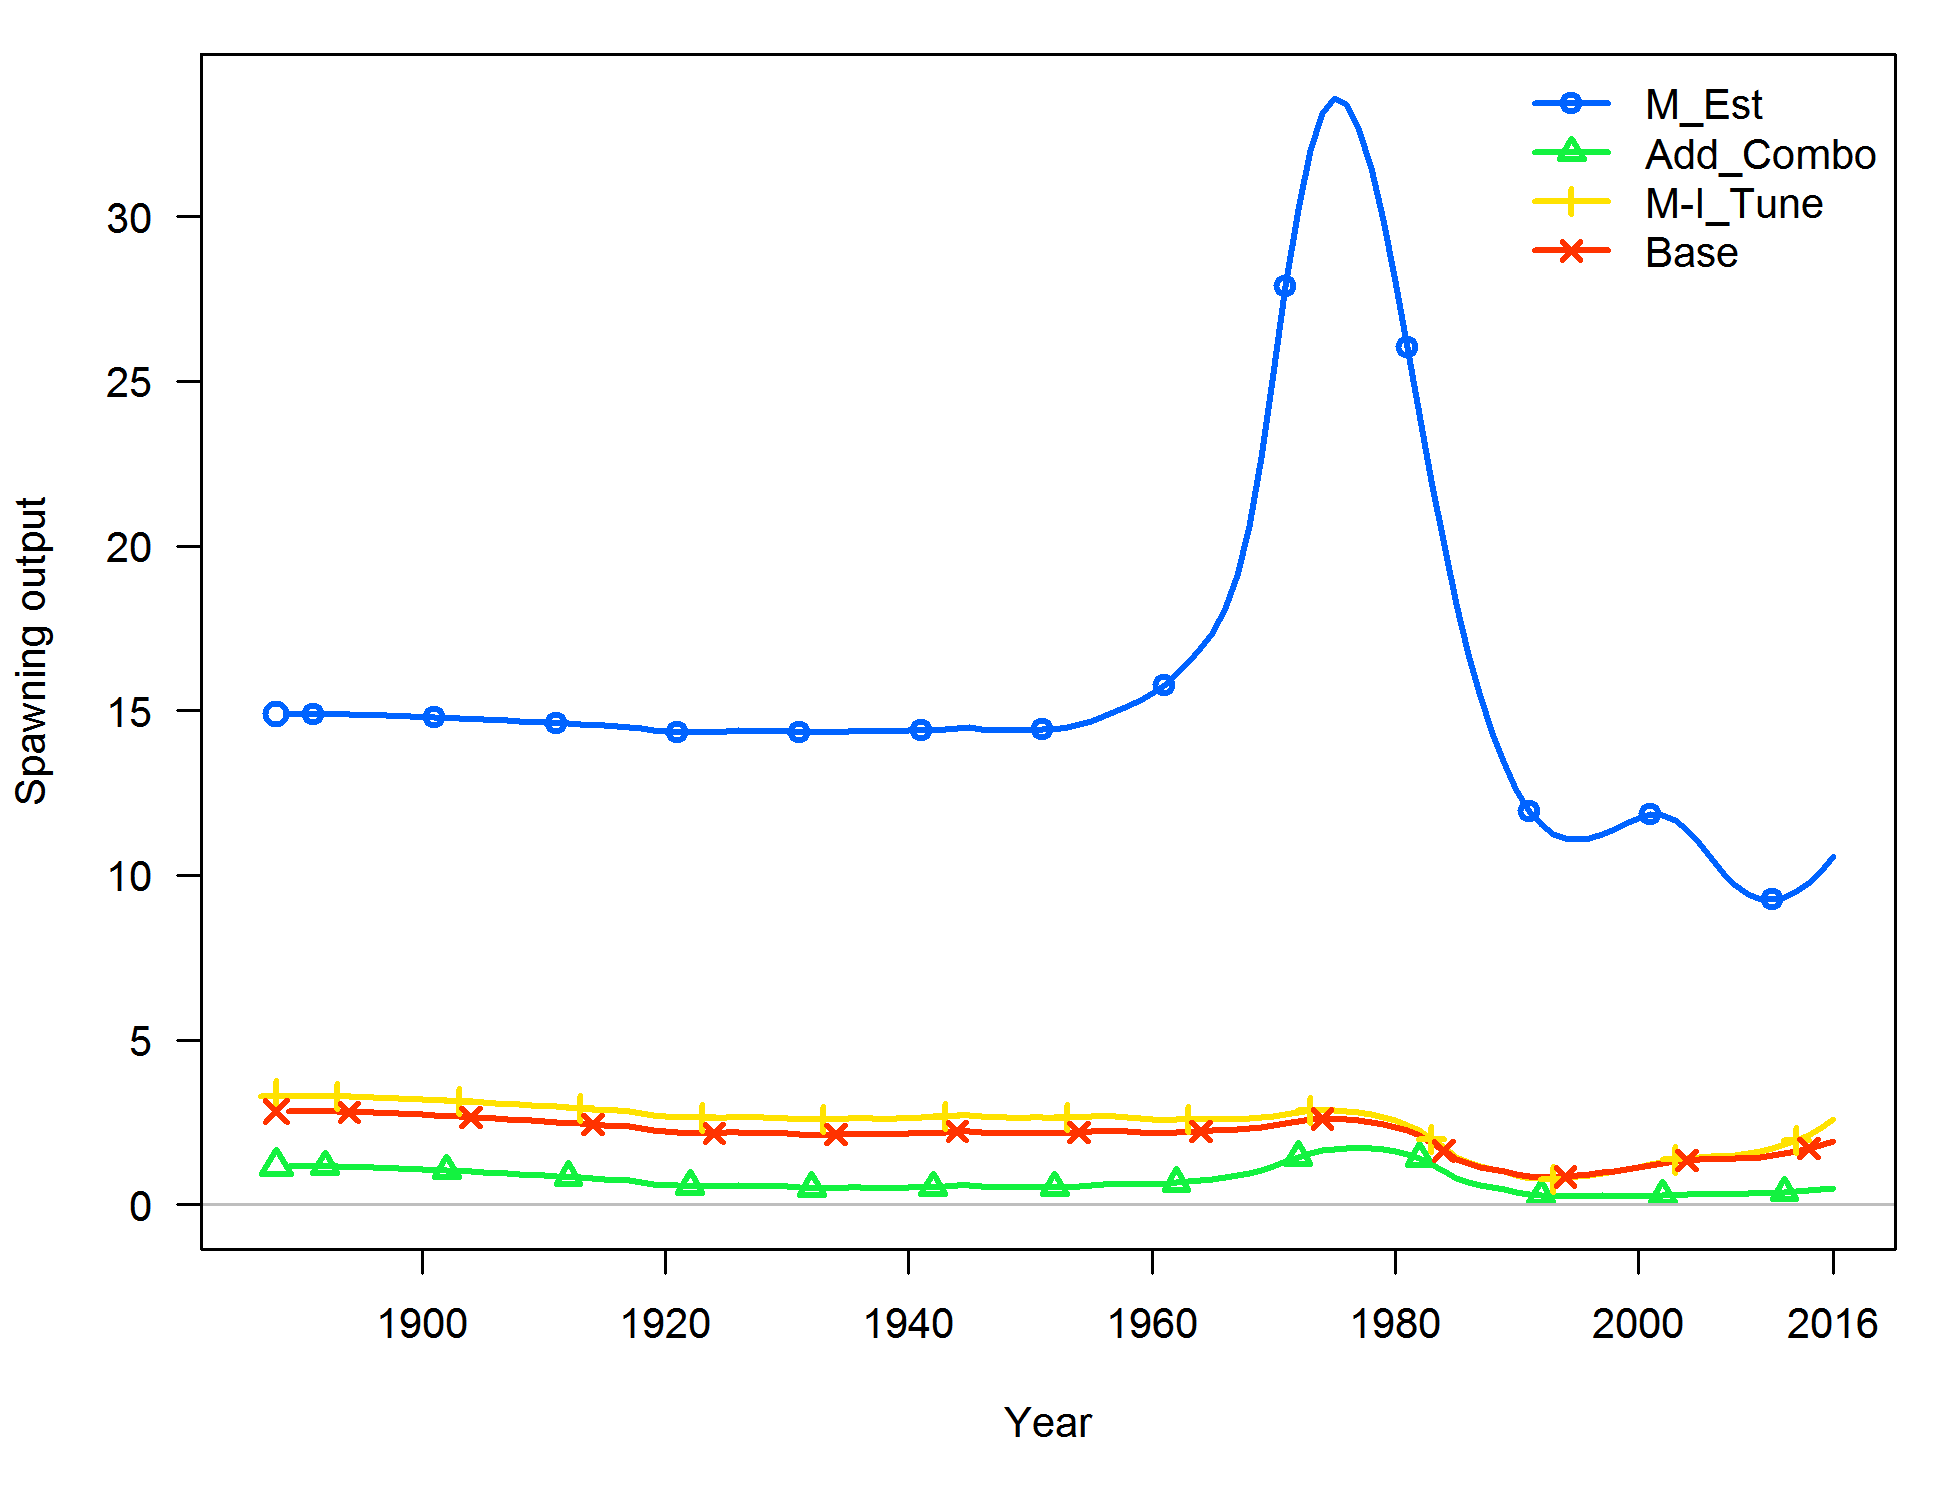 M_Est
Add_Combo
M-I_Tune
Base
Spawning output
30
25
20
15
10
5
0
1900 1920 1940 1960 1980 2000 2016
Year